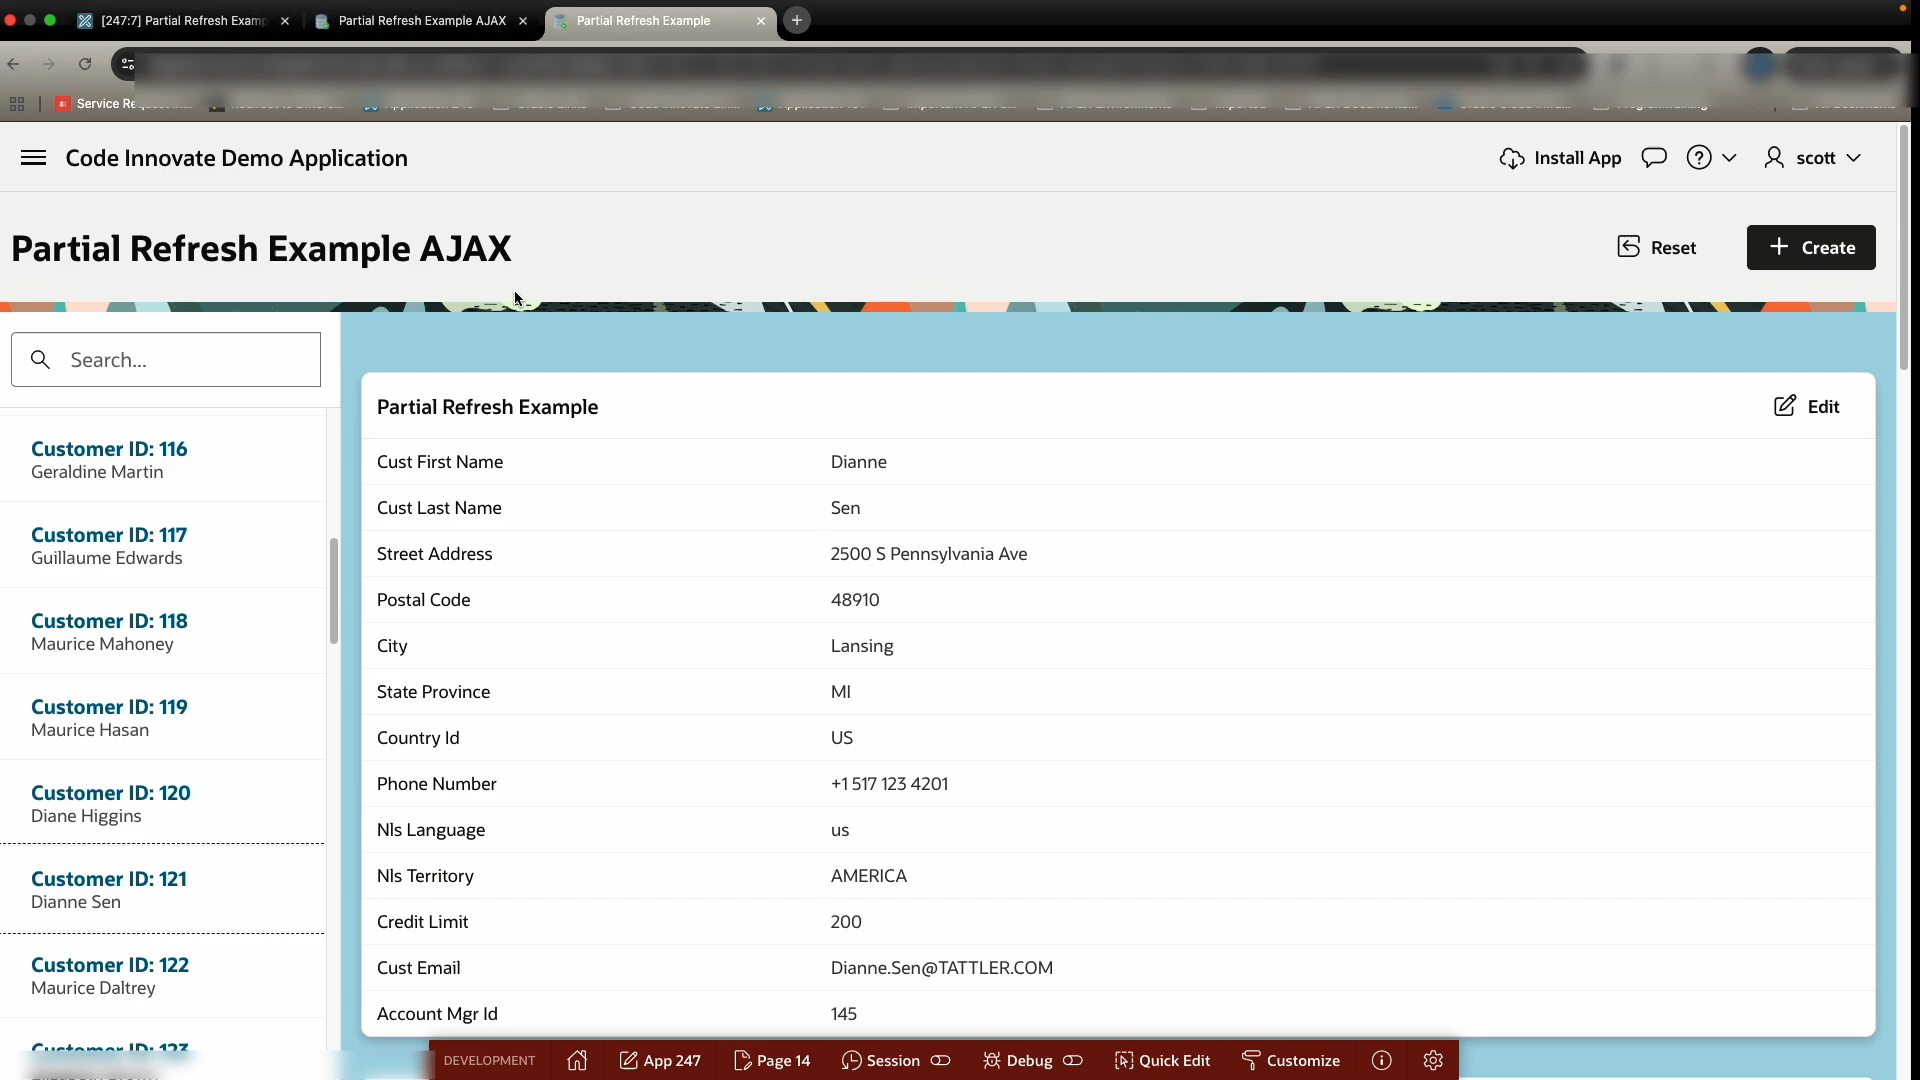 [247:7] Partial Refresh Examp
Partial Refresh Example AJAX
Partial Refresh Example
Service
Code Innovate Demo Application
Install App
scott
Partial Refresh Example AJAX
Reset
Create
Search...
Customer ID: 116
Geraldine Martin
Customer ID: 117
Guillaume Edwards
Customer ID: 118
Maurice Mahoney
Customer ID: 119
Maurice Hasan
Customer ID: 120
Diane Higgins
Customer ID: 121
Dianne Sen
Customer ID: 122
Maurice Daltrey
Customer ID: 123
Partial Refresh Example
Edit
Cust First Name Dianne
Cust Last Name Sen
Street Address 2500 S Pennsylvania Ave
Postal Code 48910
City Lansing
State Province MI
Country Id US
Phone Number +1 517 123 4201
Nls Language us
Nls Territory AMERICA
Credit Limit 200
Cust Email Dianne.Sen@TATTLER.COM
Account Mgr Id 145
DEVELOPMENT App 247 Page 14 Session Debug Quick Edit Customize